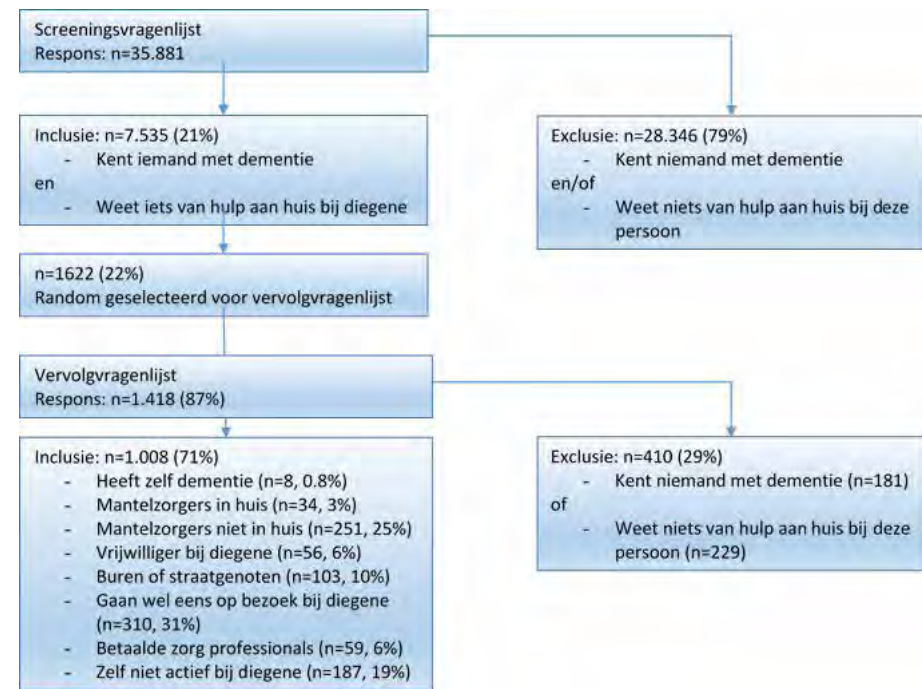 Screeningsvragenlijst
Respons: n=35.881
Inclusie: n=7.535 (21%)
- Kent iemand met dementie
en
- Weet iets van hulp aan huis bij diegene
Exclusie: n=28.346 (79%)
- Kent niemand met dementie
en/of
- Weet niets van hulp aan huis bij deze
persoon
n=1622 (22%)
Random geselecteerd voor vervolgvragenlijst
Vervolgvragenlijst
Respons: n=1.418 (87%)
Inclusie: n=1.008 (71%)
- Heeft zelf dementie (n=8, 0.8%)
- Mantelzorgers in huis (n=34, 3%)
- Mantelzorgers niet in huis (n=251, 25%)
- Vrijwilliger bij diegene (n=56, 6%)
- Buren of straatgenoten (n=103, 10%)
- Gaan wel eens op bezoek bij diegene
(n=310, 31%)
- Betaalde zorg professionals (n=59, 6%)
- Zelf niet actief bij diegene (n=187, 19%)
Exclusie: n=410 (29%)
- Kent niemand met dementie (n=181)
of
- Weet niets van hulp aan huis bij deze
persoon (n=229)